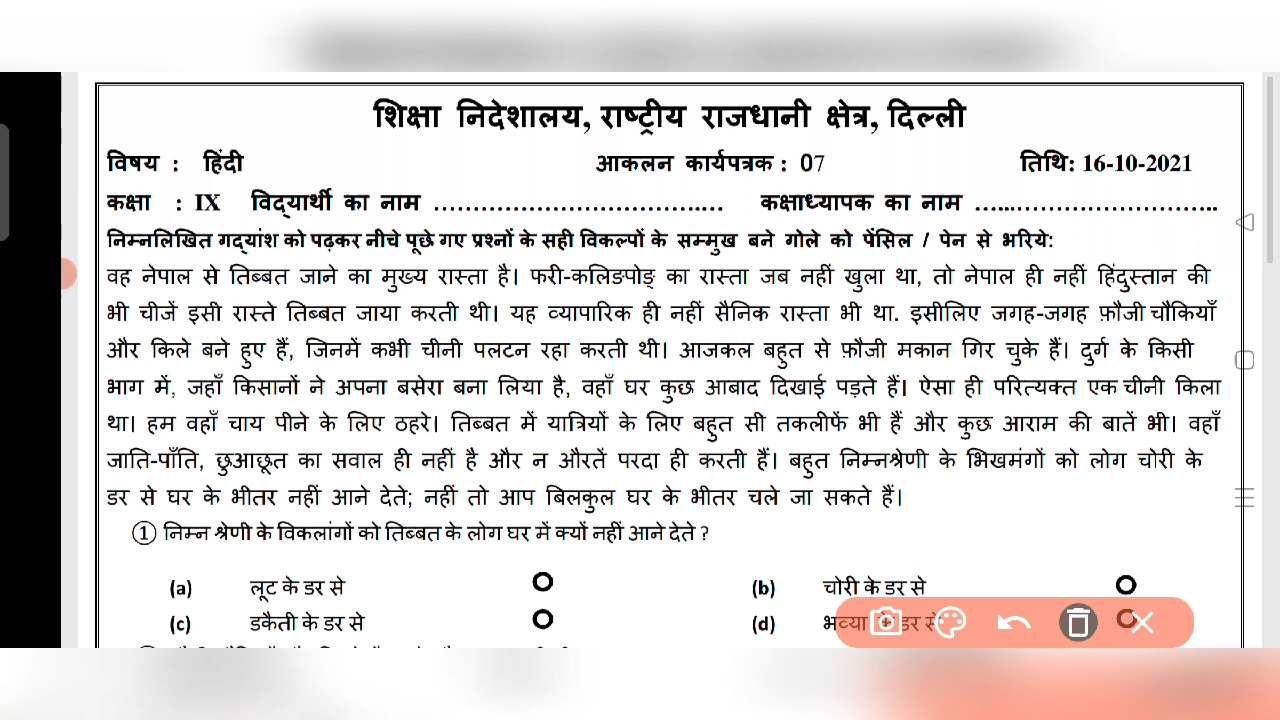 शिक्षा निदेशालय, राष्ट्रीय राजधानी क्षेत्र, दिल्ली
विषय : हिंदी आकलन कार्यपत्रक : 07 तिथि: 16-10-2021
कक्षा : IX विद्यार्थी का नाम ……………………………….… कक्षाध्यापक का नाम …...……………………..
निम्नलिखित गद्यांश को पढ़कर नीचे पूछे गए प्रश्नों के सही विकल्पों के सम्मुख बने गोले को पेंसिल / पेन से भरिये:
वह नेपाल से तिब्बत जाने का मुख्य रास्ता है। फरी-कलिङपोङ् का रास्ता जब नहीं खुला था, तो नेपाल ही नहीं हिंदुस्तान की
भी चीजें इसी रास्ते तिब्बत जाया करती थी। यह व्यापारिक ही नहीं सैनिक रास्ता भी था. इसीलिए जगह-जगह फ़ौजी चौकियाँ
और किले बने हुए हैं, जिनमें कभी चीनी पलटन रहा करती थी। आजकल बहुत से फ़ौजी मकान गिर चुके हैं। दुर्ग के किसी
भाग में, जहाँ किसानों ने अपना बसेरा बना लिया है, वहाँ घर कुछ आबाद दिखाई पड़ते हैं। ऐसा ही परित्यक्त एक चीनी किला
था। हम वहाँ चाय पीने के लिए ठहरे। तिब्बत में यात्रियों के लिए बहुत सी तकलीफें भी हैं और कुछ आराम की बातें भी। वहाँ
जाति-पाँति, छुआछूत का सवाल ही नहीं है और न औरतें परदा ही करती हैं। बहुत निम्नश्रेणी के भिखमंगों को लोग चोरी के
डर से घर के भीतर नहीं आने देते; नहीं तो आप बिलकुल घर के भीतर चले जा सकते हैं।
① निम्न श्रेणी के विकलांगों को तिब्बत के लोग घर में क्यों नहीं आने देते ?
(a) लूट के डर से (b) चोरी के डर से
(c) डकैती के डर से (d) डर से